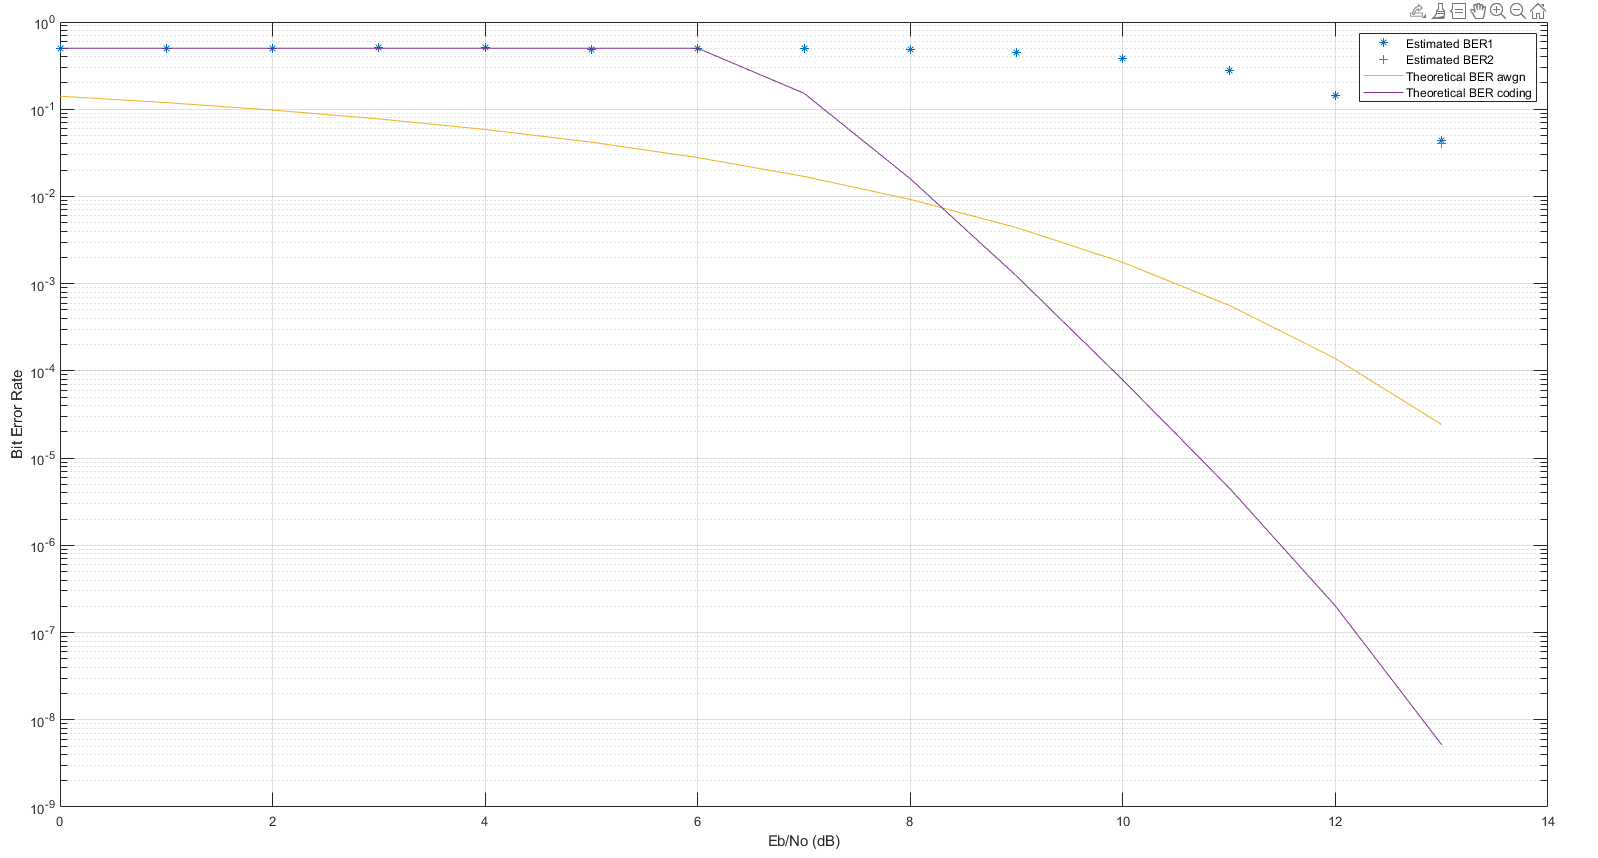 10^0
10^-1
10^-2
10^-3
10^-4
10^-5
10^-6
10^-7
10^-8
10^-9
Bit Error Rate
0 2 4 6 8 10 12 14
Eb/No (dB)
Estimated BER1
Estimated BER2
Theoretical BER awgn
Theoretical BER coding